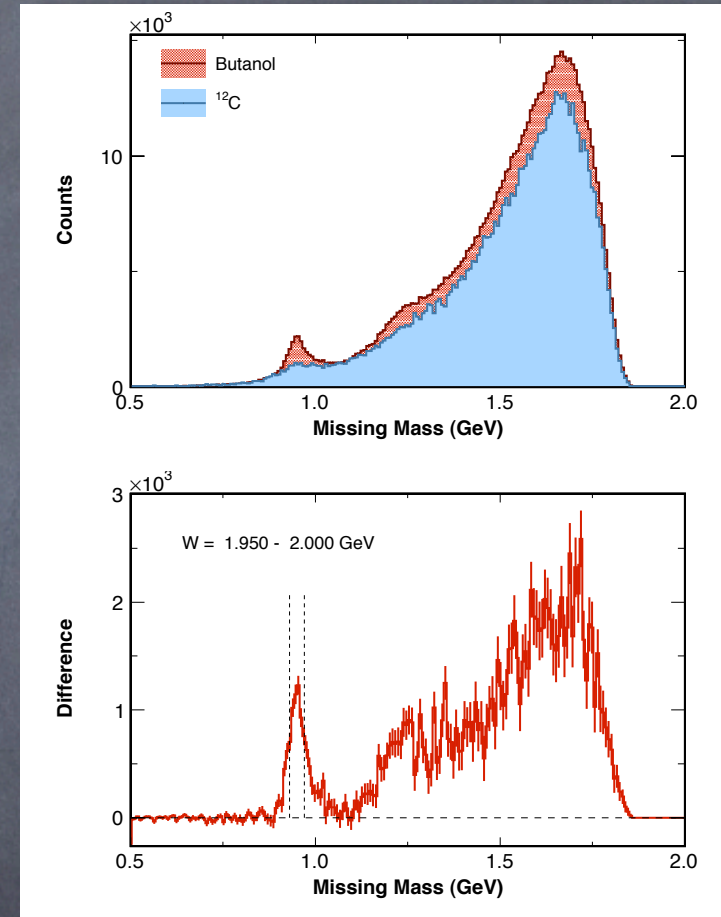 ×10³
Butanol
¹²C
10
0
Counts
0.5 1.0 1.5 2.0
Missing Mass (GeV)
×10³
3
W = 1.950 - 2.000 GeV
2
1
0
Difference
0.5 1.0 1.5 2.0
Missing Mass (GeV)